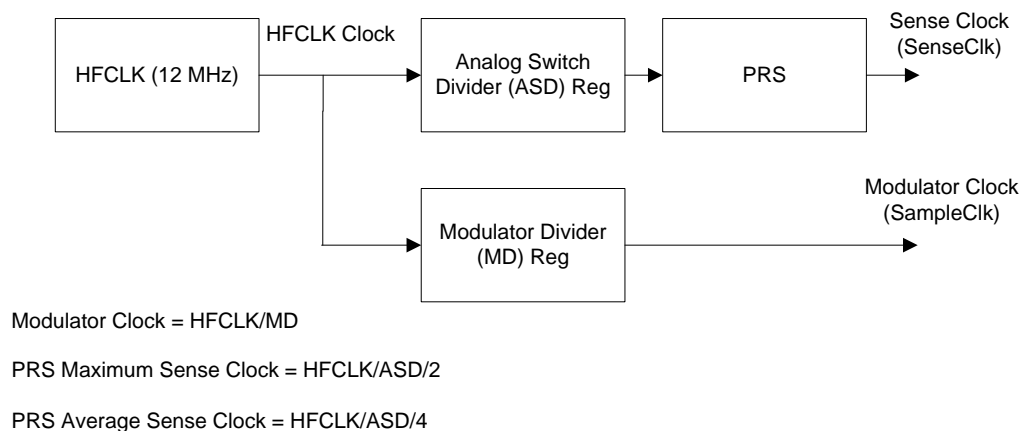 HFCLK (12 MHz)
HFCLK Clock
Analog Switch
Divider (ASD) Reg
PRS
Sense Clock
(SenseClk)
Modulator Divider
(MD) Reg
Modulator Clock
(SampleClk)
Modulator Clock = HFCLK/MD
PRS Maximum Sense Clock = HFCLK/ASD/2
PRS Average Sense Clock = HFCLK/ASD/4